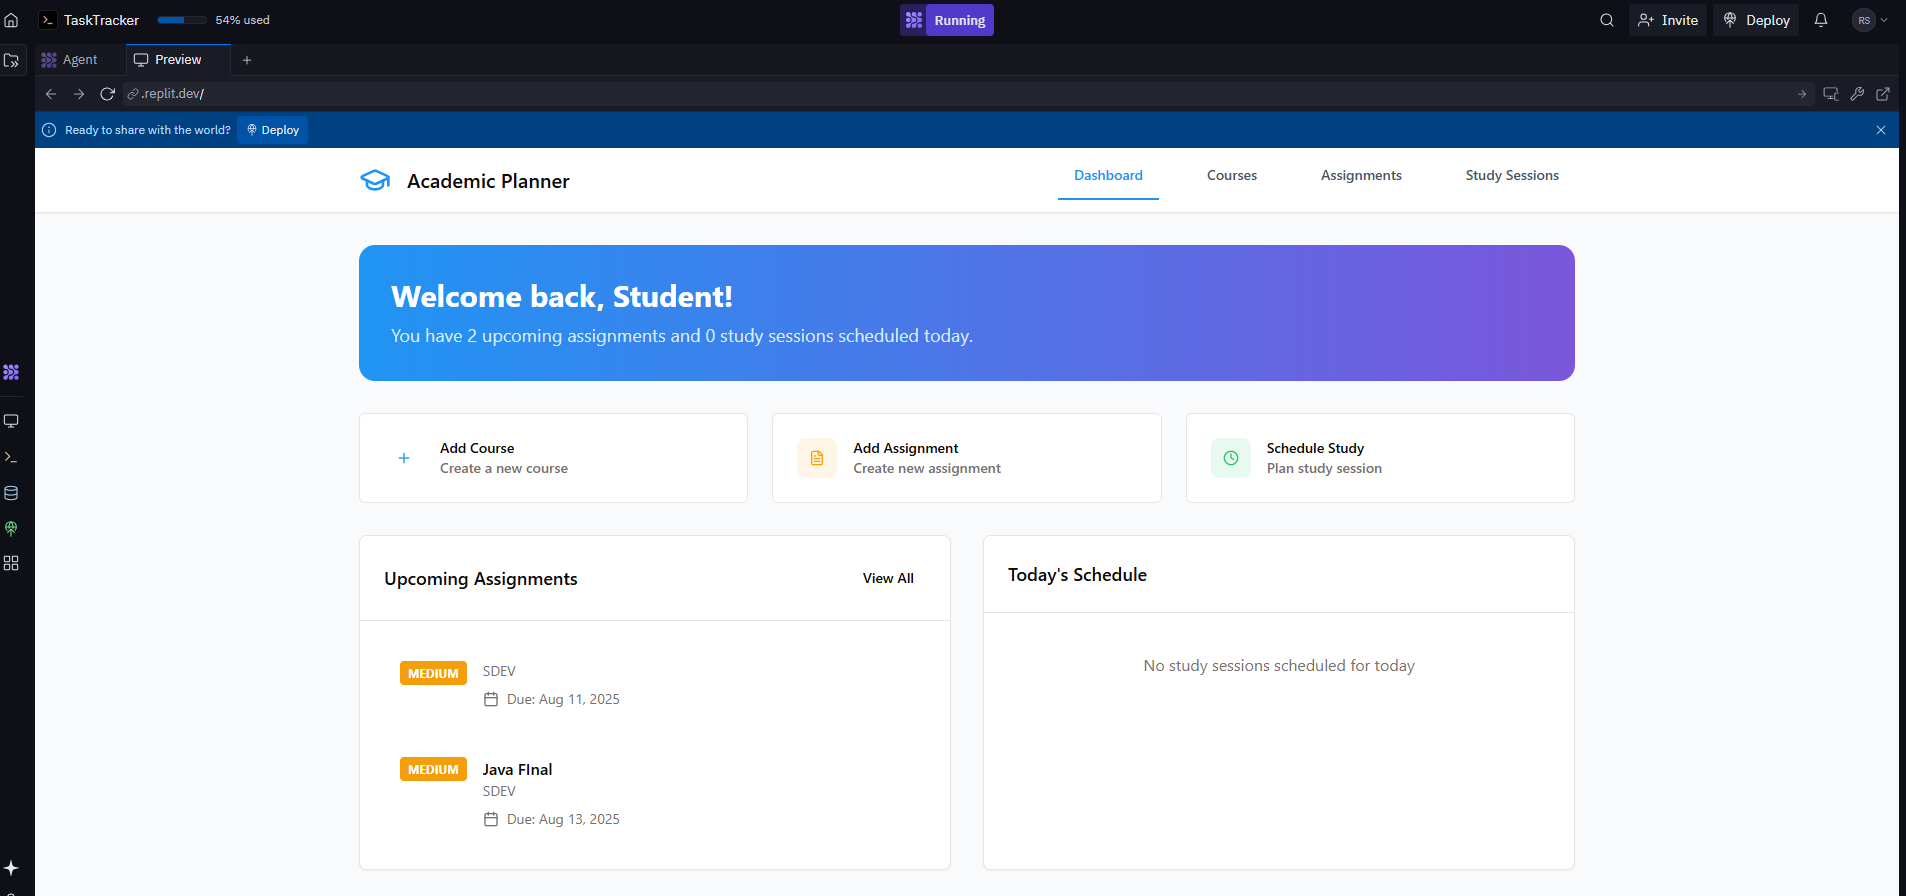 TaskTracker 54% used Running Invite Deploy RS
Agent Preview
.replit.dev/
Ready to share with the world? Deploy
Academic Planner Dashboard Courses Assignments Study Sessions
Welcome back, Student!
You have 2 upcoming assignments and 0 study sessions scheduled today.
Add Course
Create a new course
Add Assignment
Create new assignment
Schedule Study
Plan study session
Upcoming Assignments View All
MEDIUM SDEV
Due: Aug 11, 2025
MEDIUM Java FInal
SDEV
Due: Aug 13, 2025
Today's Schedule
No study sessions scheduled for today